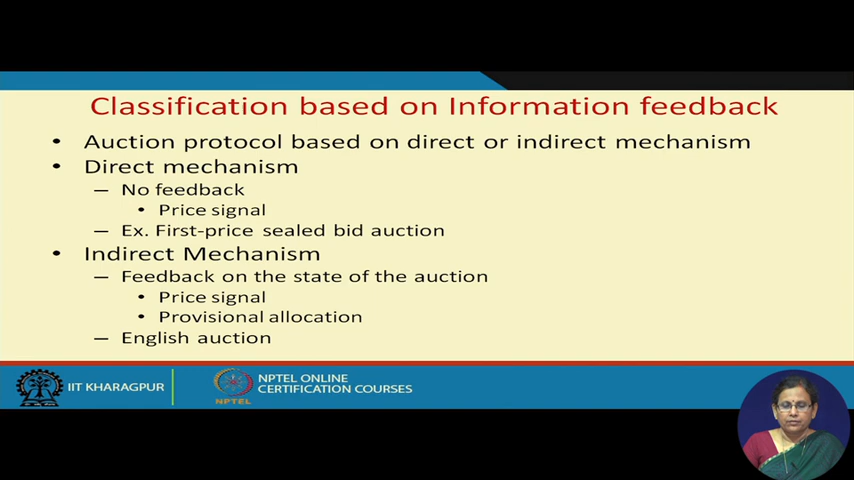 Classification based on Information feedback
• Auction protocol based on direct or indirect mechanism
• Direct mechanism
– No feedback
• Price signal
– Ex. First-price sealed bid auction
• Indirect Mechanism
– Feedback on the state of the auction
• Price signal
• Provisional allocation
– English auction
IIT KHARAGPUR
NPTEL
NPTEL ONLINE
CERTIFICATION COURSES